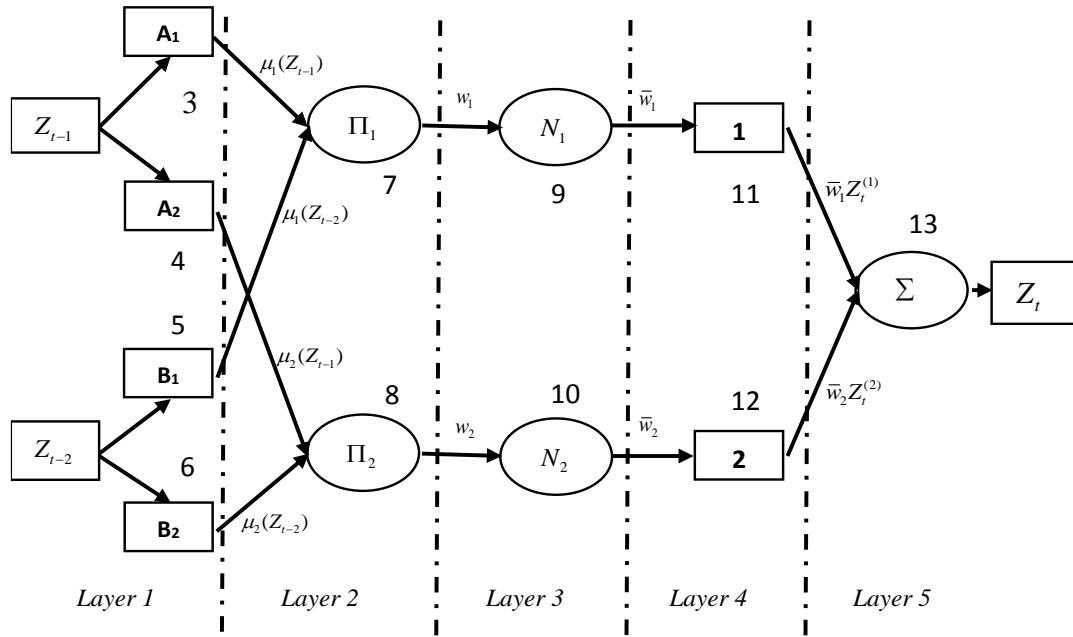 A₁
μ₁(Z_{t−1})
3
w₁
w̄₁
Z_{t−1}
Π₁
N₁
1
7
9
11
A₂
μ₁(Z_{t−2})
w̄₁Z_t^{(1)}
4
13
Σ
Z_t
5
B₁
μ₂(Z_{t−1})
w̄₂Z_t^{(2)}
8
10
12
w₂
w̄₂
Z_{t−2}
6
Π₂
N₂
2
B₂
μ₂(Z_{t−2})
Layer 1
Layer 2
Layer 3
Layer 4
Layer 5